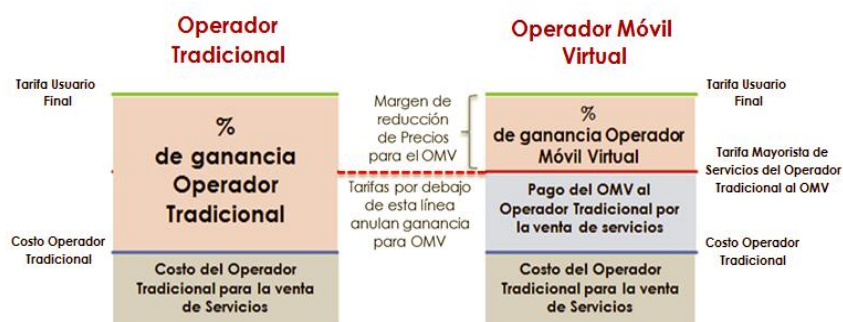 Operador
Tradicional
Operador Móvil
Virtual
Tarifa Usuario
Final
%
de ganancia
Operador
Tradicional
Costo Operador
Tradicional
Costo del Operador
Tradicional para la venta
de Servicios
Margen de
reducción
de Precios
para el OMV
Tarifas por debajo
de esta línea
anulan ganancia
para OMV
%
de ganancia Operador
Móvil Virtual
Pago del OMV al
Operador Tradicional por
la venta de servicios
Costo del Operador
Tradicional para la venta
de Servicios
Tarifa Usuario
Final
Tarifa Mayorista de
Servicios del Operador
Tradicional al OMV
Costo Operador
Tradicional